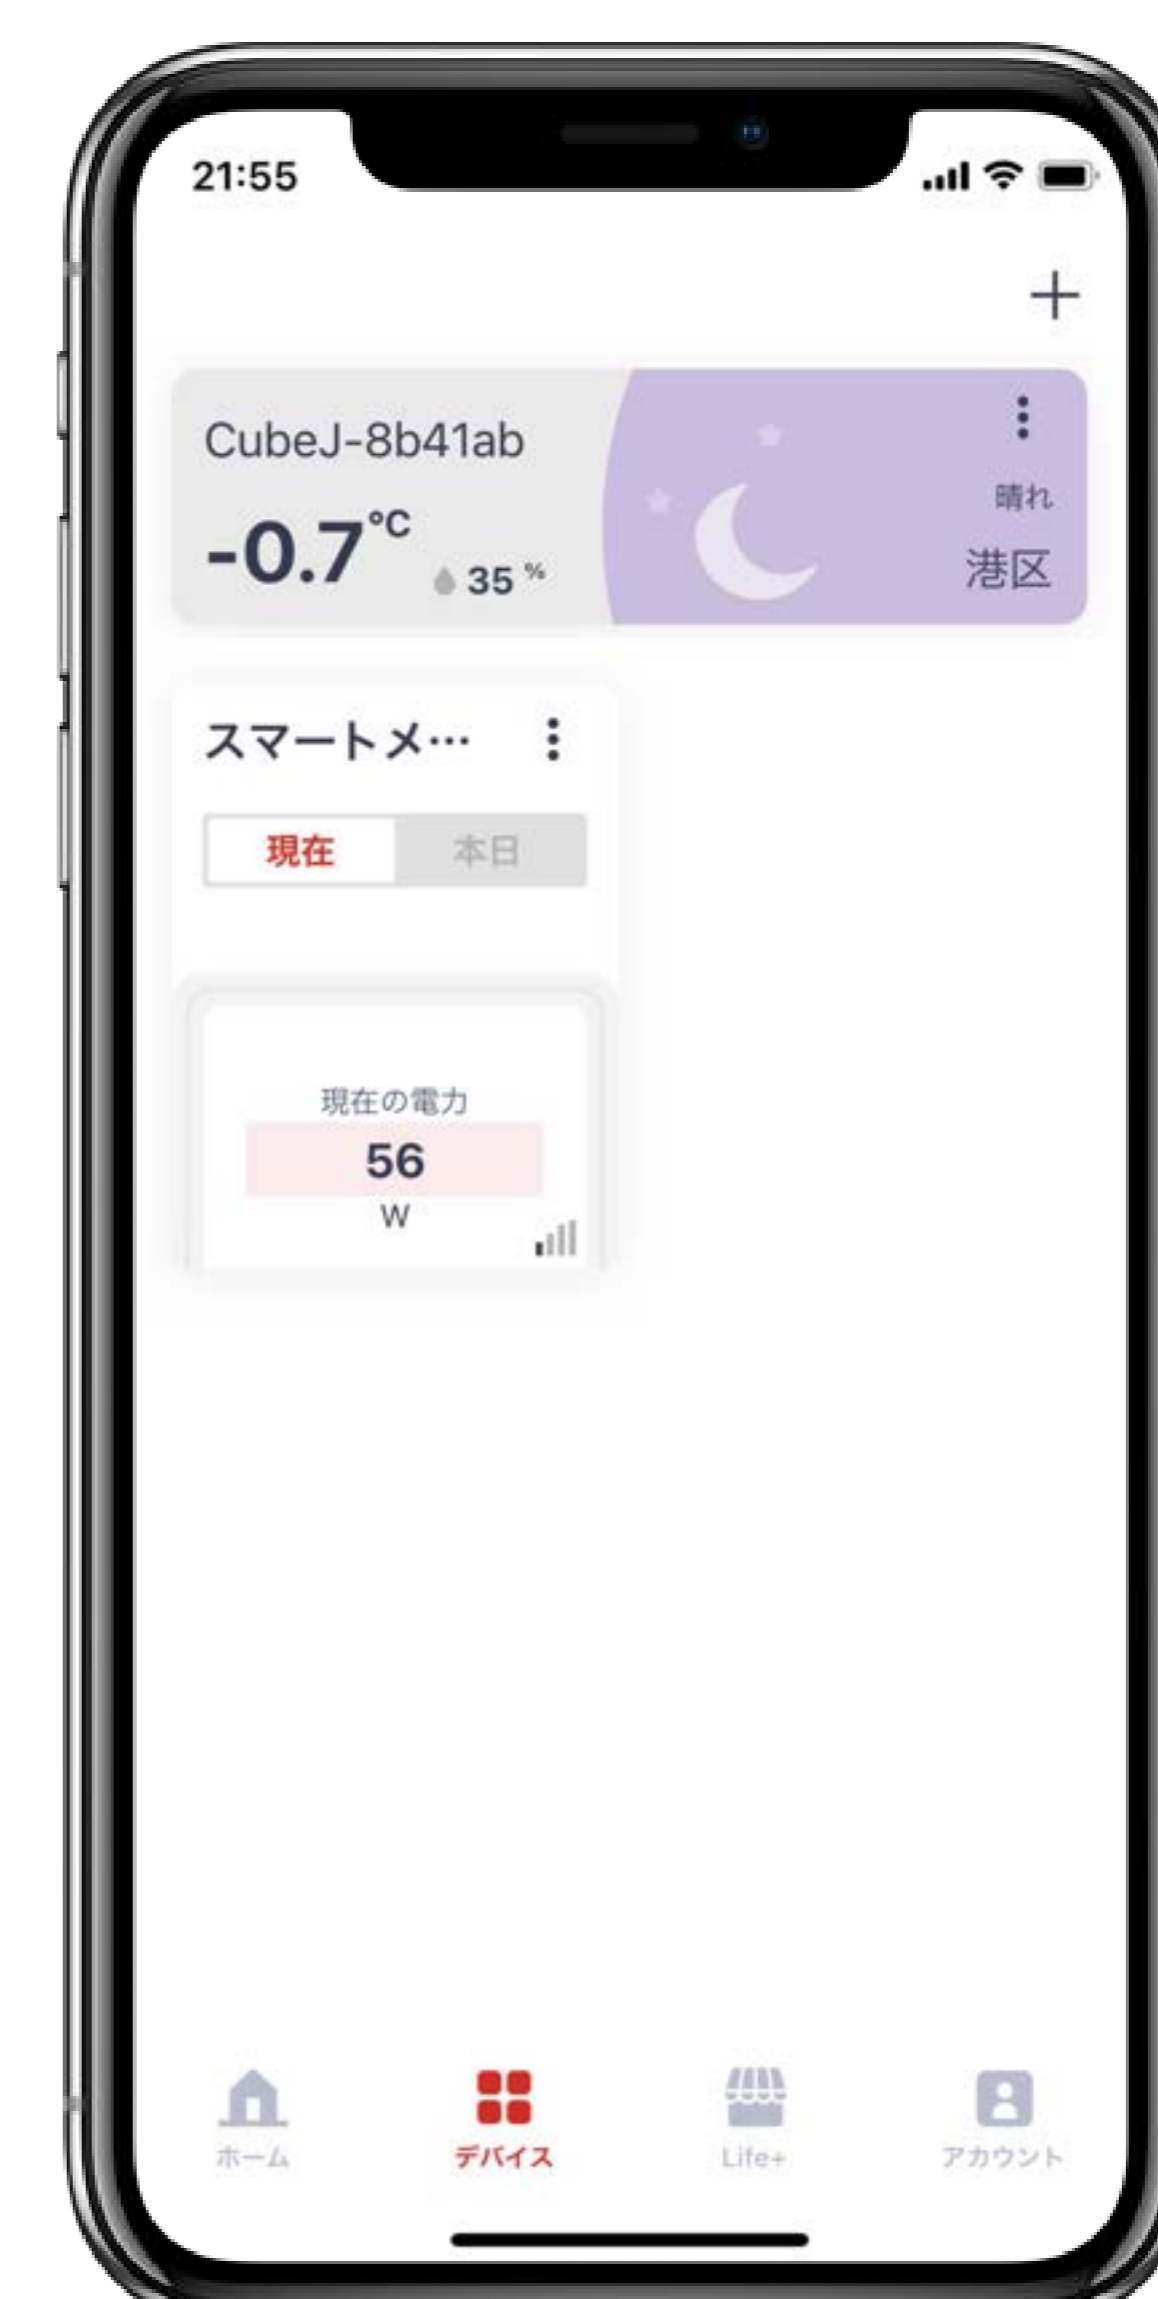 21:55
CubeJ-8b41ab
晴れ
-0.7℃
35 %
港区
スマートメ…
現在 本日
現在の電力
56
W
ホーム デバイス Life+ アカウント